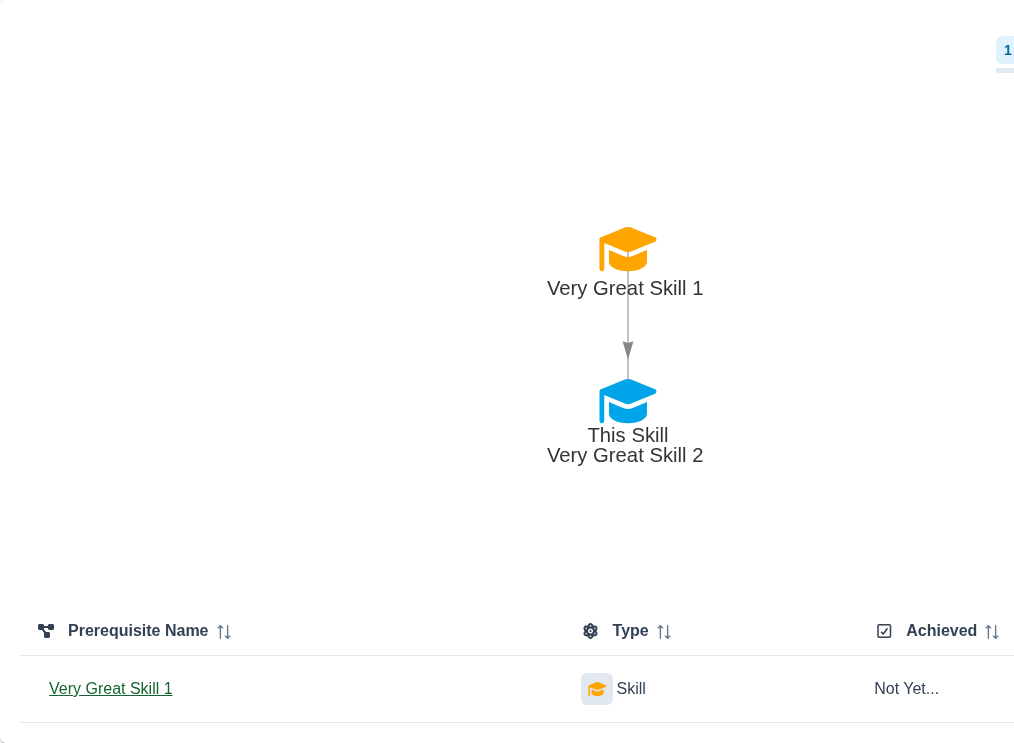 1
Very Great Skill 1
This Skill
Very Great Skill 2
Prerequisite Name Type Achieved
Very Great Skill 1 Skill Not Yet...